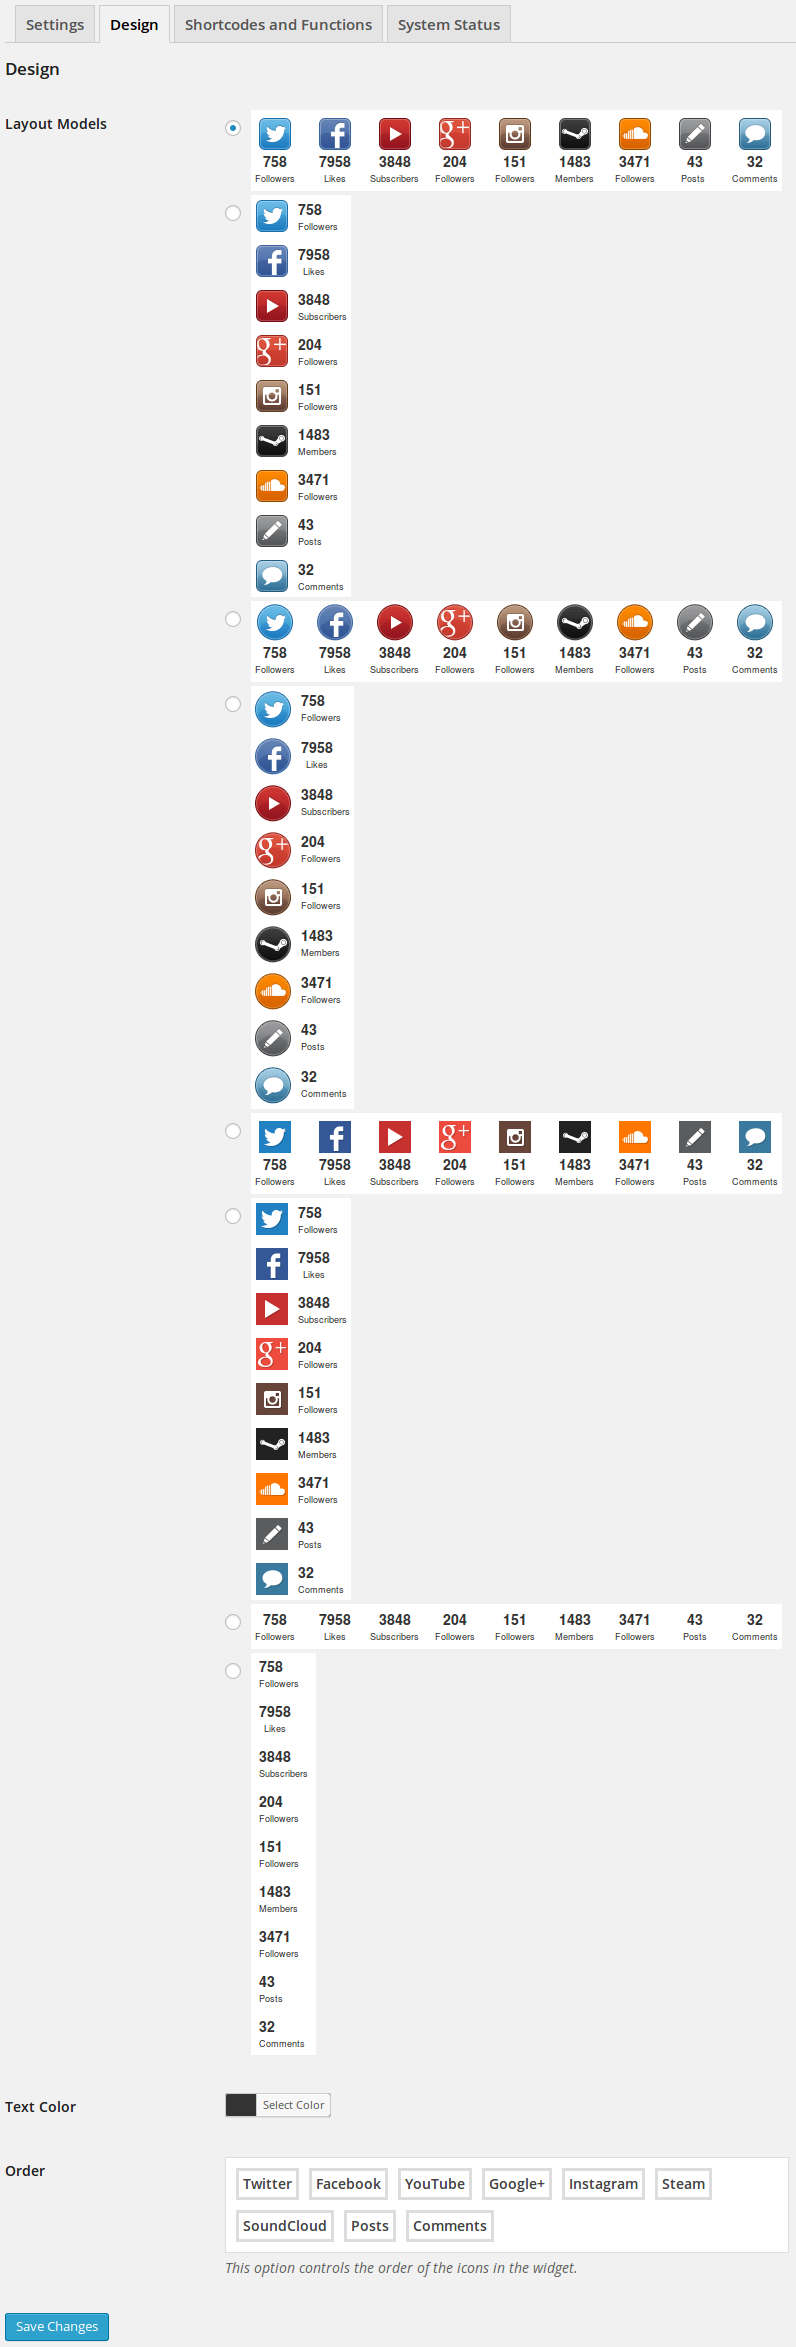 Settings Design Shortcodes and Functions System Status
Design
Layout Models
758 7958 3848 204 151 1483 3471 43 32
Followers Likes Subscribers Followers Followers Members Followers Posts Comments
758
Followers
7958
Likes
3848
Subscribers
204
Followers
151
Followers
1483
Members
3471
Followers
43
Posts
32
Comments
758 7958 3848 204 151 1483 3471 43 32
Followers Likes Subscribers Followers Followers Members Followers Posts Comments
758
Followers
7958
Likes
3848
Subscribers
204
Followers
151
Followers
1483
Members
3471
Followers
43
Posts
32
Comments
758 7958 3848 204 151 1483 3471 43 32
Followers Likes Subscribers Followers Followers Members Followers Posts Comments
758
Followers
7958
Likes
3848
Subscribers
204
Followers
151
Followers
1483
Members
3471
Followers
43
Posts
32
Comments
758 7958 3848 204 151 1483 3471 43 32
Followers Likes Subscribers Followers Followers Members Followers Posts Comments
758
Followers
7958
Likes
3848
Subscribers
204
Followers
151
Followers
1483
Members
3471
Followers
43
Posts
32
Comments
Text Color Select Color
Order Twitter Facebook YouTube Google+ Instagram Steam
SoundCloud Posts Comments
This option controls the order of the icons in the widget.
Save Changes